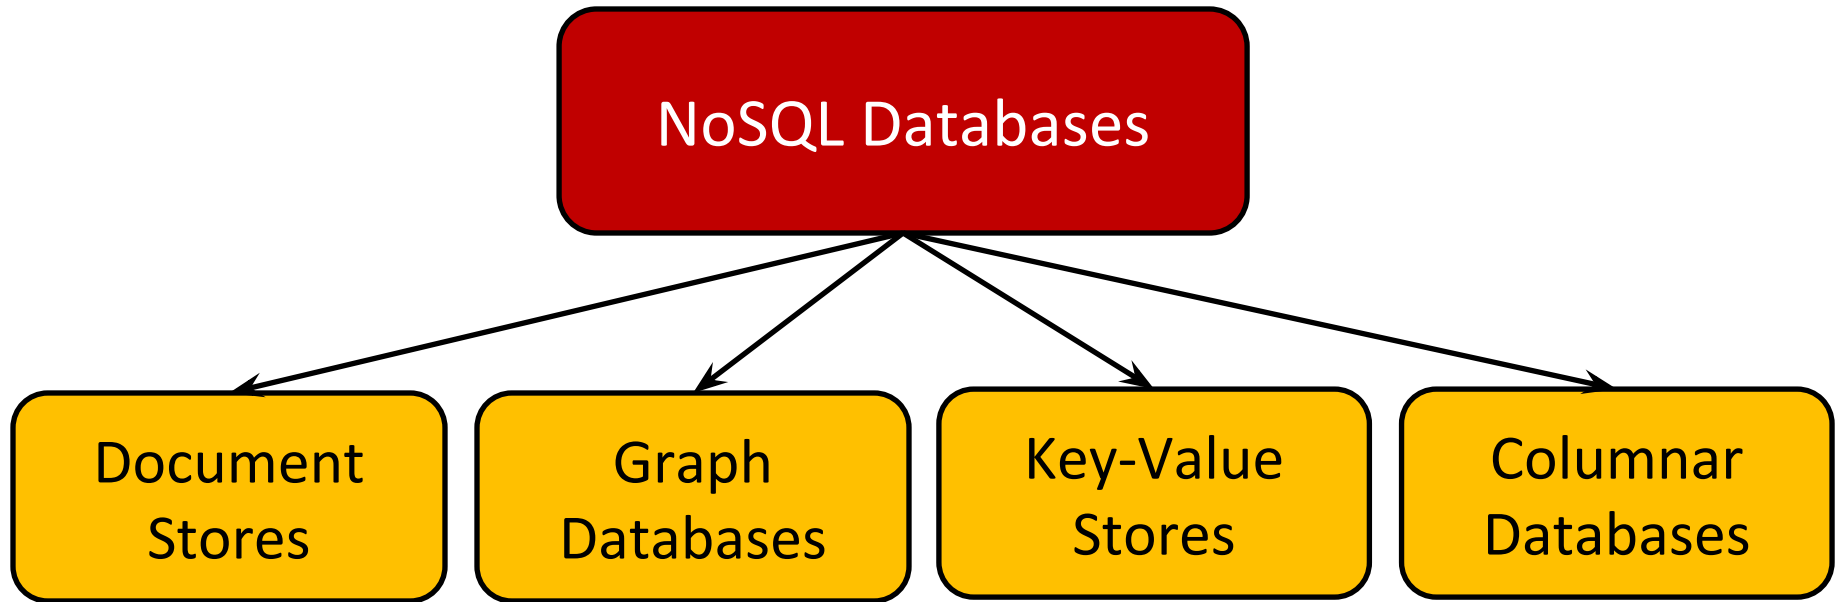 NoSQL Databases
Document
Stores
Graph
Databases
Key-Value
Stores
Columnar
Databases